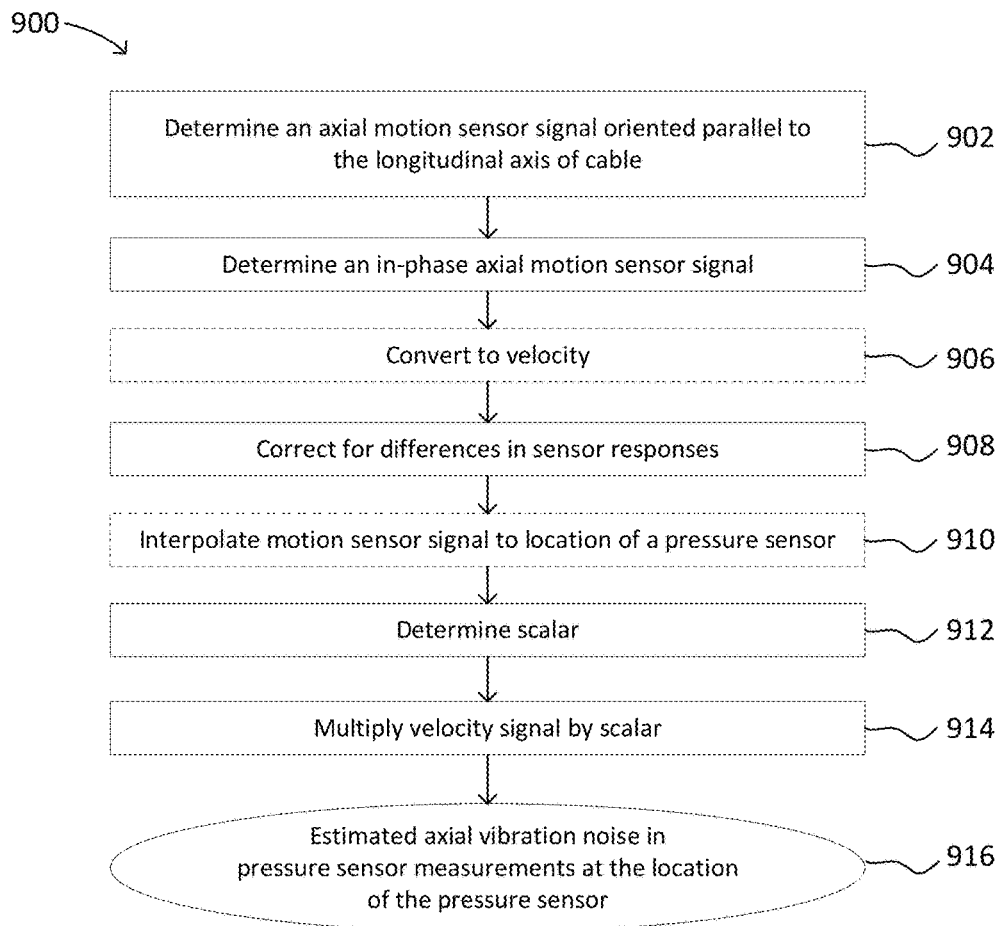 900
Determine an axial motion sensor signal oriented parallel to
the longitudinal axis of cable
902
Determine an in-phase axial motion sensor signal
904
Convert to velocity
906
Correct for differences in sensor responses
908
Interpolate motion sensor signal to location of a pressure sensor
910
Determine scalar
912
Multiply velocity signal by scalar
914
Estimated axial vibration noise in
pressure sensor measurements at the location
of the pressure sensor
916